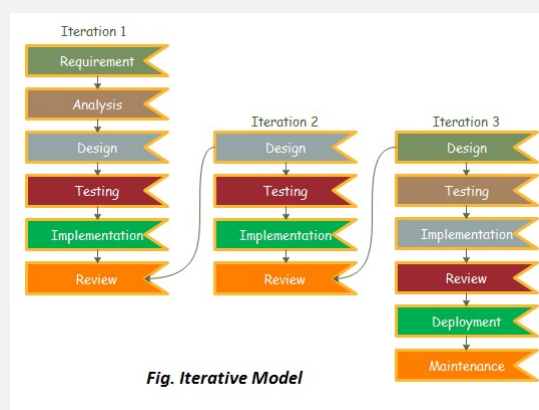 Iteration 1
Requirement
Analysis
Design
Testing
Implementation
Review
Iteration 2
Design
Testing
Implementation
Review
Iteration 3
Design
Testing
Implementation
Review
Deployment
Maintenance
Fig. Iterative Model